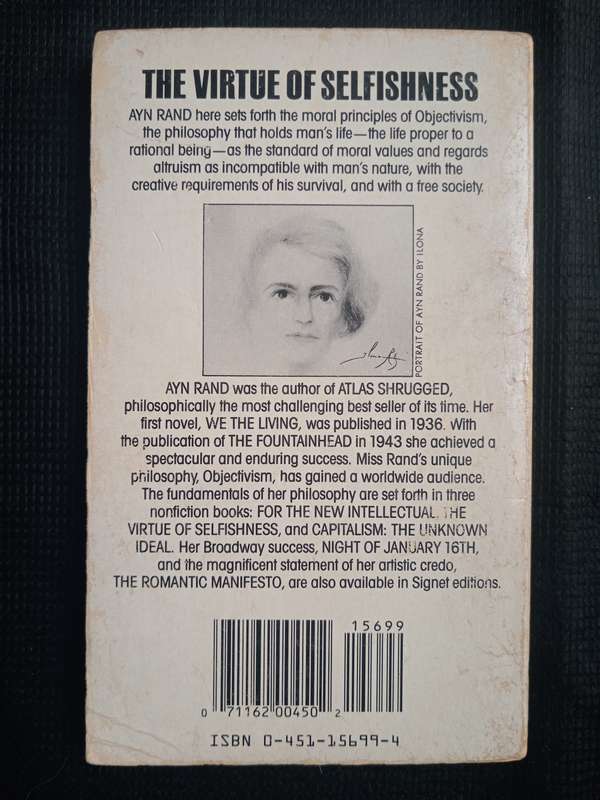 THE VIRTUE OF SELFISHNESS
AYN RAND here sets forth the moral principles of Objectivism,
the philosophy that holds man's life—the life proper to a
rational being—as the standard of moral values and regards
altruism as incompatible with man's nature, with the
creative requirements of his survival, and with a free society.
PORTRAIT OF AYN RAND BY ILONA
AYN RAND was the author of ATLAS SHRUGGED,
philosophically the most challenging best seller of its time. Her
first novel, WE THE LIVING, was published in 1936. With
the publication of THE FOUNTAINHEAD in 1943 she achieved a
spectacular and enduring success. Miss Rand's unique
philosophy, Objectivism, has gained a worldwide audience.
The fundamentals of her philosophy are set forth in three
nonfiction books: FOR THE NEW INTELLECTUAL, THE
VIRTUE OF SELFISHNESS, and CAPITALISM: THE UNKNOWN
IDEAL. Her Broadway success, NIGHT OF JANUARY 16TH,
and the magnificent statement of her artistic credo,
THE ROMANTIC MANIFESTO, are also available in Signet editions.
15699
0 71162 00450 2
ISBN 0-451-15699-4